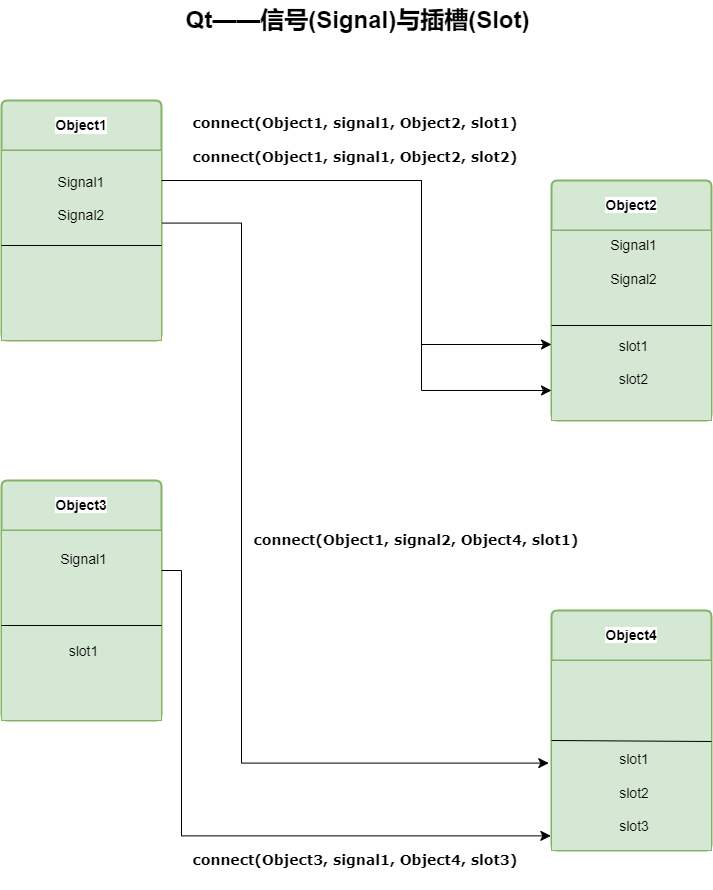 Qt——信号(Signal)与插槽(Slot)
Object1
Signal1
Signal2
connect(Object1, signal1, Object2, slot1)
connect(Object1, signal1, Object2, slot2)
Object2
Signal1
Signal2
slot1
slot2
Object3
Signal1
slot1
connect(Object1, signal2, Object4, slot1)
Object4
slot1
slot2
slot3
connect(Object3, signal1, Object4, slot3)